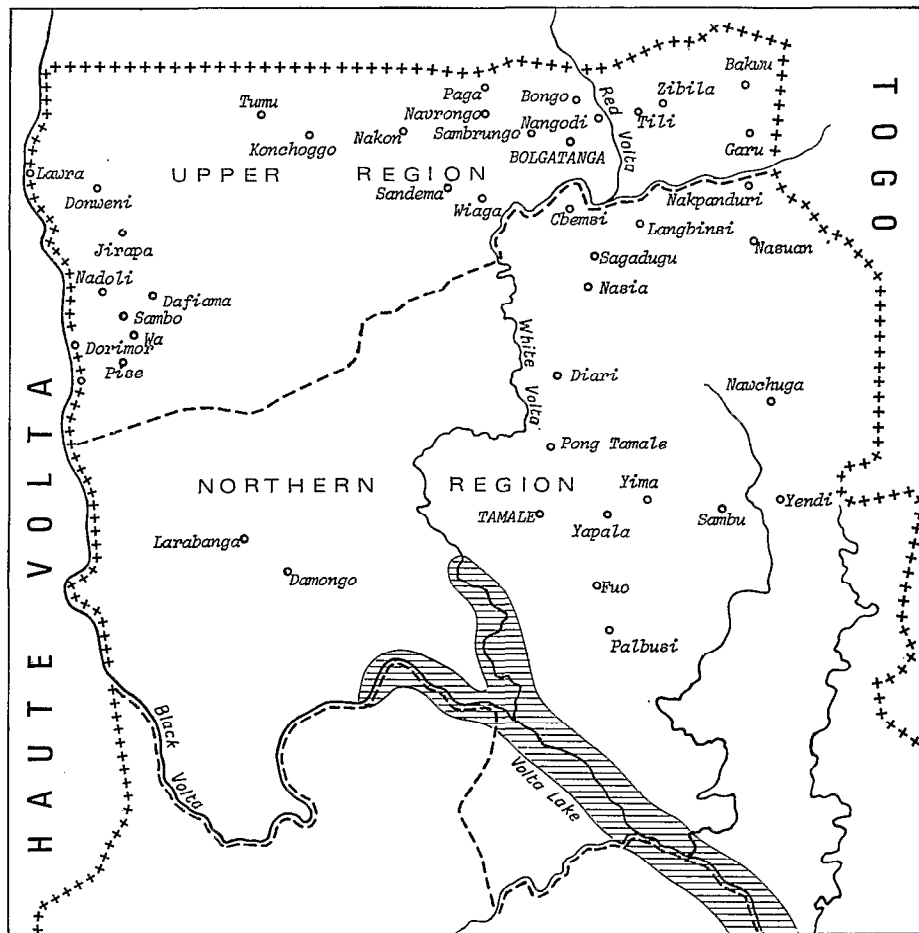 Bakwu
TOGO
Paga
Bongo
Red Volta
Zibila
Tumu
Navrongo
Nangodi
Tili
Konchoggo
Nakon
Sambrungo
BOLGATANGA
Garu
Lawra
UPPER REGION
Donweni
Sandema
Wiaga
Nakpanduri
Cbemsi
Langbinsi
Jirapa
Nasuan
Sagadugu
Nadoli
Dafiama
Nasia
Sambo
Wa
Dorimor
Pise
White Volta
Diari
Nawchuga
HAUTE VOLTA
Pong Tamale
NORTHERN REGION
Yima
Yendi
TAMALE
Yapala
Sambu
Larabanga
Damongo
Fuo
Palbusi
Black Volta
Volta Lake